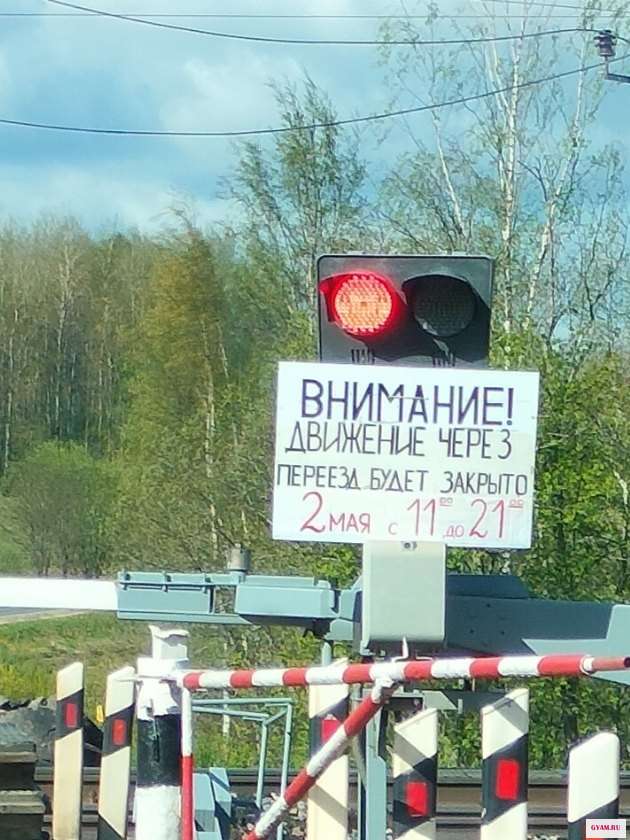 ВНИМАНИЕ!
ДВИЖЕНИЕ ЧЕРЕЗ
ПЕРЕЕЗД БУДЕТ ЗАКРЫТО
2 МАЯ с 11⁰⁰ до 21⁰⁰
GYAM.RU